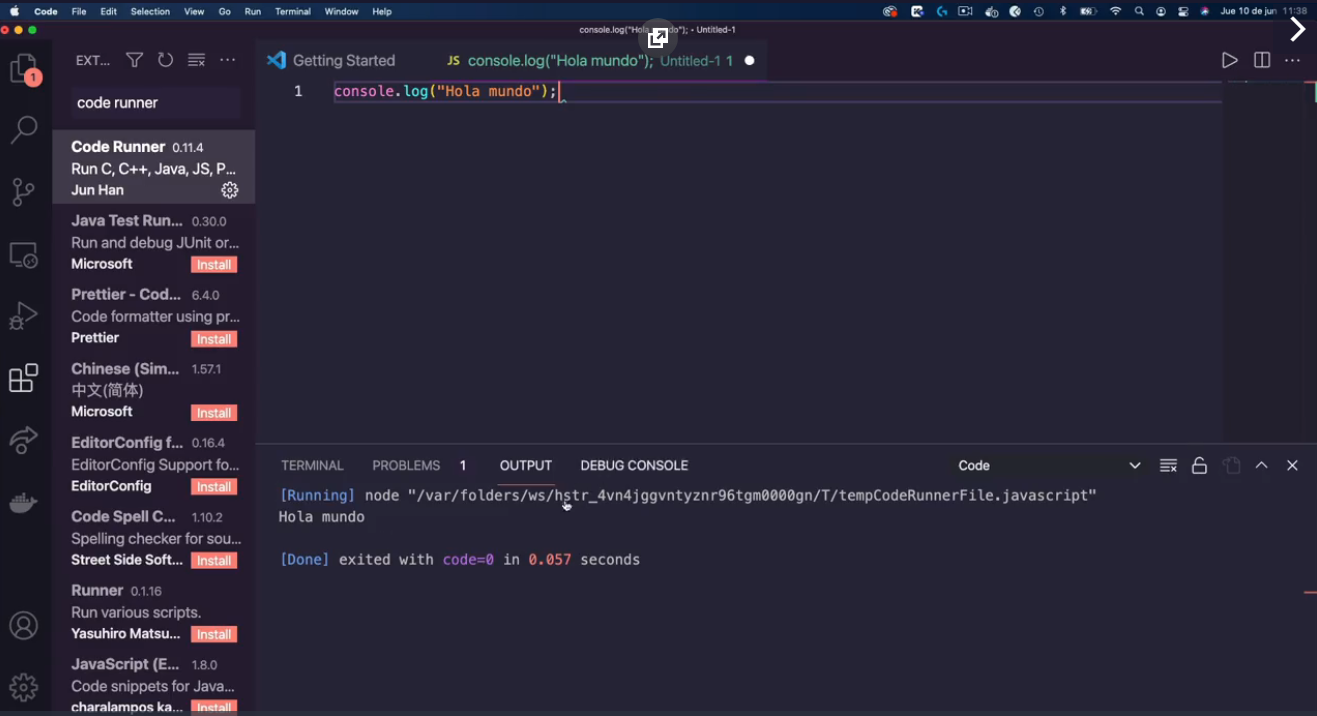 Code File Edit Selection View Go Run Terminal Window Help
Jue 10 de jun 11:38
console.log("Hola mundo"); - Untitled-1
1
EXT...
Getting Started
JS console.log("Hola mundo"); Untitled-1 1
code runner
1 console.log("Hola mundo");
Code Runner 0.11.4
Run C, C++, Java, JS, P...
Jun Han
Java Test Run... 0.30.0
Run and debug JUnit or...
Microsoft Install
Prettier - Cod... 6.4.0
Code formatter using pr...
Prettier Install
Chinese (Sim... 1.57.1
中文(简体)
Microsoft Install
EditorConfig f... 0.16.4
EditorConfig Support fo...
EditorConfig Install
Code Spell C... 1.10.2
Spelling checker for sou...
Street Side Soft... Install
Runner 0.1.16
Run various scripts.
Yasuhiro Matsu... Install
JavaScript (E... 1.8.0
Code snippets for Java...
charalampos ka... Install
TERMINAL PROBLEMS 1 OUTPUT DEBUG CONSOLE Code
[Running] node "/var/folders/ws/hstr_4vn4jggvntyznr96tgm0000gn/T/tempCodeRunnerFile.javascript"
Hola mundo
[Done] exited with code=0 in 0.057 seconds